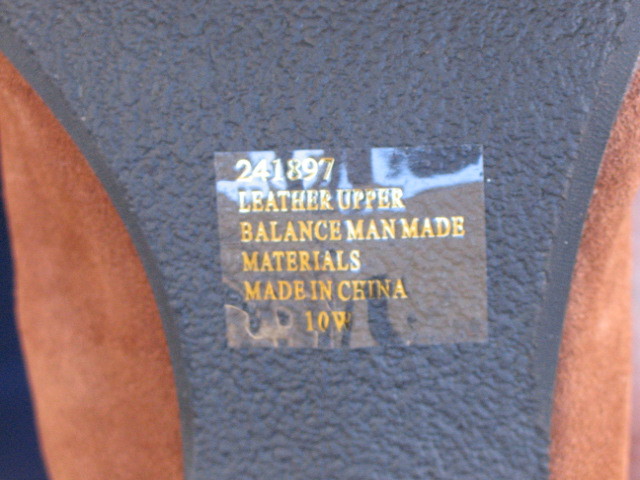 241897
LEATHER UPPER
BALANCE MAN MADE
MATERIALS
MADE IN CHINA
10W